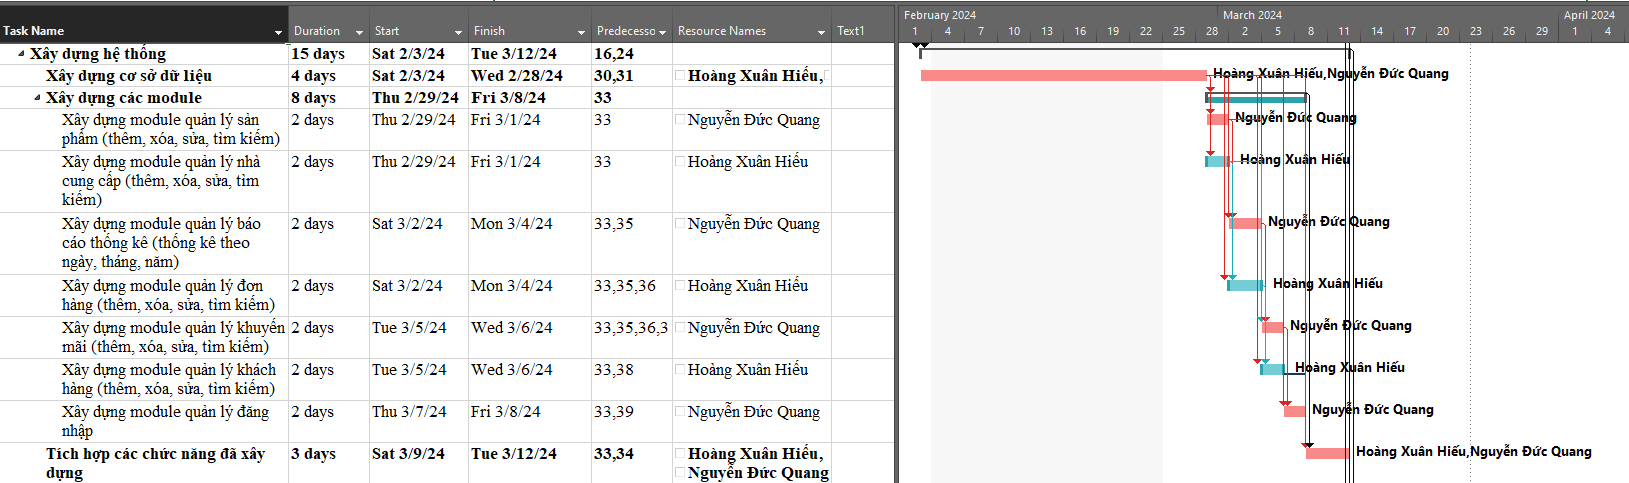 February 2024 March 2024 April 2024
Task Name Duration Start Finish Predecesso Resource Names Text1 1 4 7 10 13 16 19 22 25 28 2 5 8 11 14 17 20 23 26 29 1 4
Xây dựng hệ thống 15 days Sat 2/3/24 Tue 3/12/24 16,24
Xây dựng cơ sở dữ liệu 4 days Sat 2/3/24 Wed 2/28/24 30,31 Hoàng Xuân Hiếu, Hoàng Xuân Hiếu,Nguyễn Đức Quang
Xây dựng các module 8 days Thu 2/29/24 Fri 3/8/24 33
Xây dựng module quản lý sản 2 days Thu 2/29/24 Fri 3/1/24 33 Nguyễn Đức Quang Nguyễn Đức Quang
phẩm (thêm, xóa, sửa, tìm kiếm)
Xây dựng module quản lý nhà 2 days Thu 2/29/24 Fri 3/1/24 33 Hoàng Xuân Hiếu Hoàng Xuân Hiếu
cung cấp (thêm, xóa, sửa, tìm
kiếm)
Xây dựng module quản lý báo 2 days Sat 3/2/24 Mon 3/4/24 33,35 Nguyễn Đức Quang Nguyễn Đức Quang
cáo thống kê (thống kê theo
ngày, tháng, năm)
Xây dựng module quản lý đơn 2 days Sat 3/2/24 Mon 3/4/24 33,35,36 Hoàng Xuân Hiếu Hoàng Xuân Hiếu
hàng (thêm, xóa, sửa, tìm kiếm)
Xây dựng module quản lý khuyến 2 days Tue 3/5/24 Wed 3/6/24 33,35,36,3 Nguyễn Đức Quang Nguyễn Đức Quang
mãi (thêm, xóa, sửa, tìm kiếm)
Xây dựng module quản lý khách 2 days Tue 3/5/24 Wed 3/6/24 33,38 Hoàng Xuân Hiếu Hoàng Xuân Hiếu
hàng (thêm, xóa, sửa, tìm kiếm)
Xây dựng module quản lý đăng 2 days Thu 3/7/24 Fri 3/8/24 33,39 Nguyễn Đức Quang Nguyễn Đức Quang
nhập
Tích hợp các chức năng đã xây 3 days Sat 3/9/24 Tue 3/12/24 33,34 Hoàng Xuân Hiếu, Hoàng Xuân Hiếu,Nguyễn Đức Quang
dựng Nguyễn Đức Quang